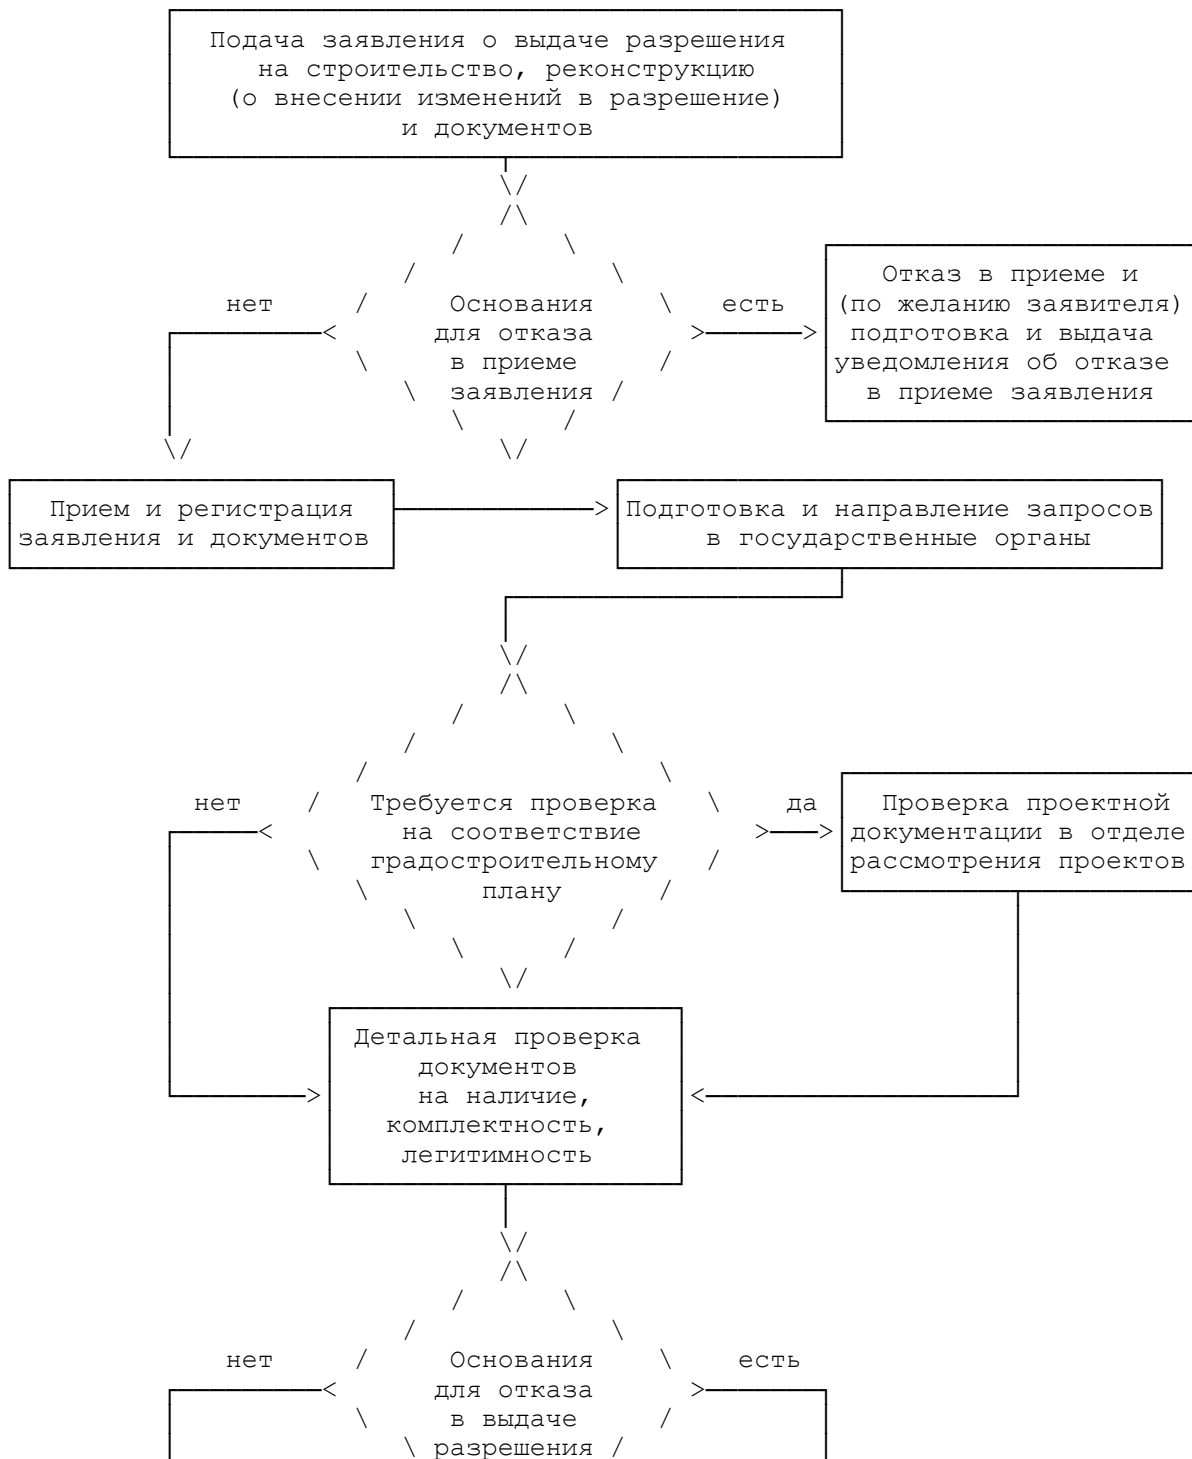 Подача заявления о выдаче разрешения
на строительство, реконструкцию
(о внесении изменений в разрешение)
и документов
нет
Основания
для отказа
в приеме
заявления
есть
Отказ в приеме и
(по желанию заявителя)
подготовка и выдача
уведомления об отказе
в приеме заявления
Прием и регистрация
заявления и документов
Подготовка и направление запросов
в государственные органы
нет
Требуется проверка
на соответствие
градостроительному
плану
да
Проверка проектной
документации в отделе
рассмотрения проектов
Детальная проверка
документов
на наличие,
комплектность,
легитимность
нет
Основания
для отказа
в выдаче
разрешения
есть